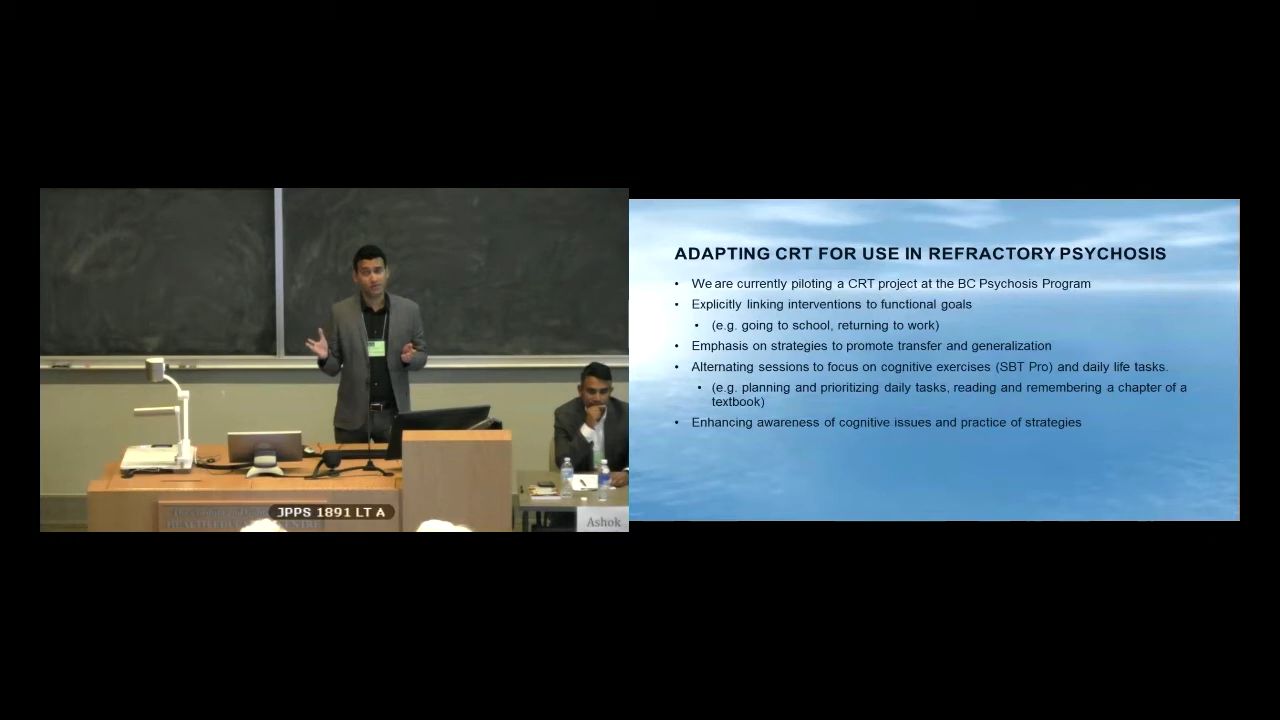 ADAPTING CRT FOR USE IN REFRACTORY PSYCHOSIS
• We are currently piloting a CRT project at the BC Psychosis Program
• Explicitly linking interventions to functional goals
• (e.g. going to school, returning to work)
• Emphasis on strategies to promote transfer and generalization
• Alternating sessions to focus on cognitive exercises (SBT Pro) and daily life tasks.
• (e.g. planning and prioritizing daily tasks, reading and remembering a chapter of a
textbook)
• Enhancing awareness of cognitive issues and practice of strategies
JPPS 1891 LT A
Ashok